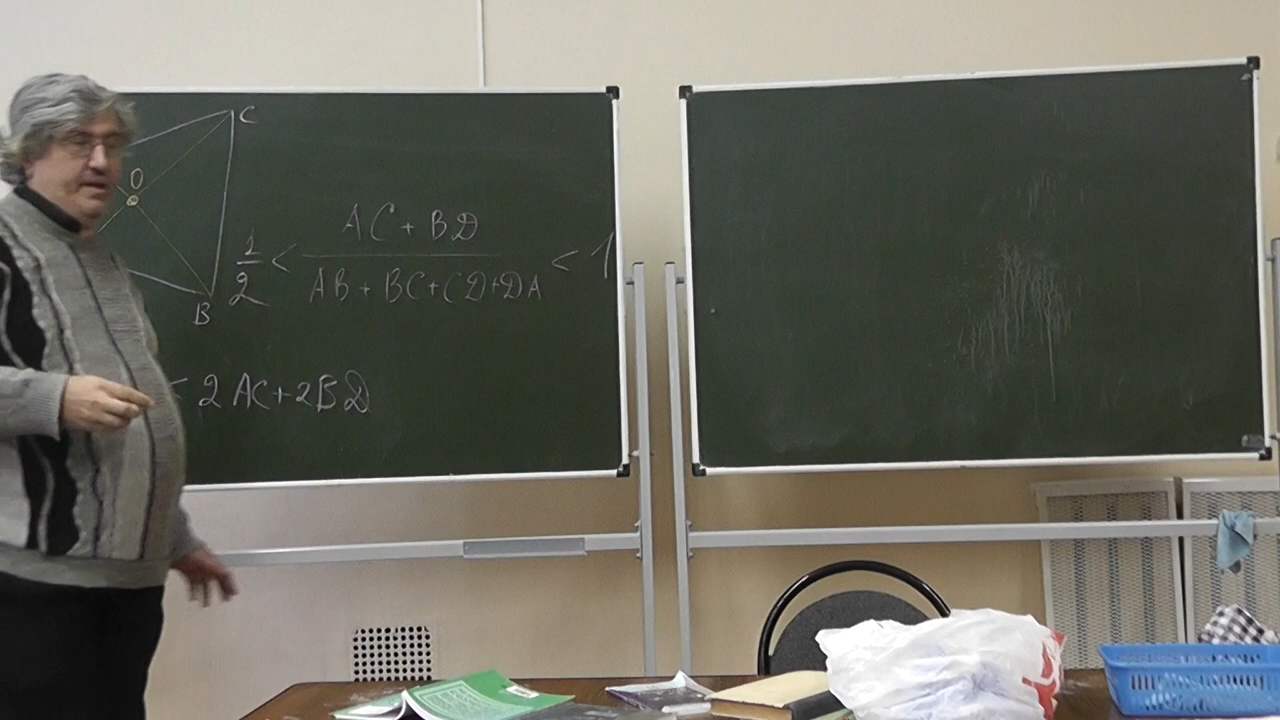 C
O
B
1/2 < (AC + BD)/(AB + BC + CD + DA) < 1
< 2AC + 2BD